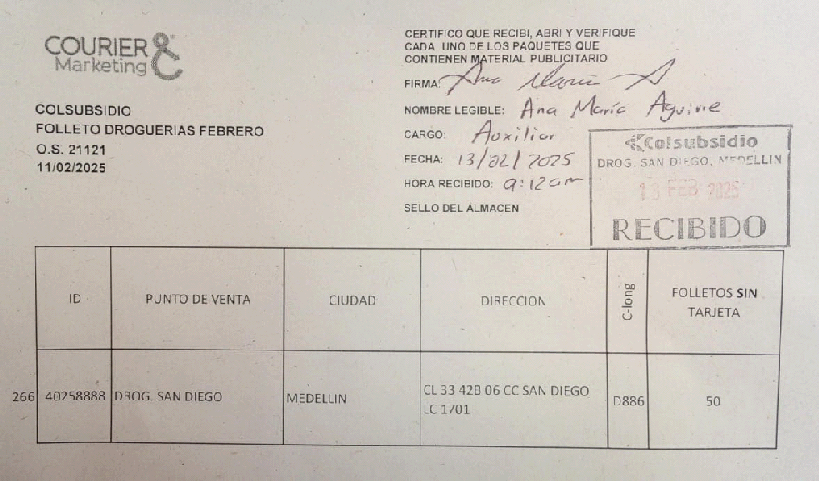 COURIER &
Marketing
COLSUBSIDIO
FOLLETO DROGUERIAS FEBRERO
O.S. 21121
11/02/2025
CERTIFICO QUE RECIBI, ABRI Y VERIFIQUE
CADA UNO DE LOS PAQUETES QUE
CONTIENEN MATERIAL PUBLICITARIO
FIRMA: Ana María A
NOMBRE LEGIBLE: Ana María Aguirre
CARGO: Auxiliar
FECHA: 13/02/2025
HORA RECIBIDO: 9:12am
SELLO DEL ALMACEN
Colsubsidio
DROG. SAN DIEGO, MEDELLIN
13 FEB 2025
RECIBIDO
ID PUNTO DE VENTA CIUDAD DIRECCION C-long FOLLETOS SIN TARJETA
266 40258888 DROG. SAN DIEGO MEDELLIN CL 33 42B 06 CC SAN DIEGO
LC 1701 D886 50